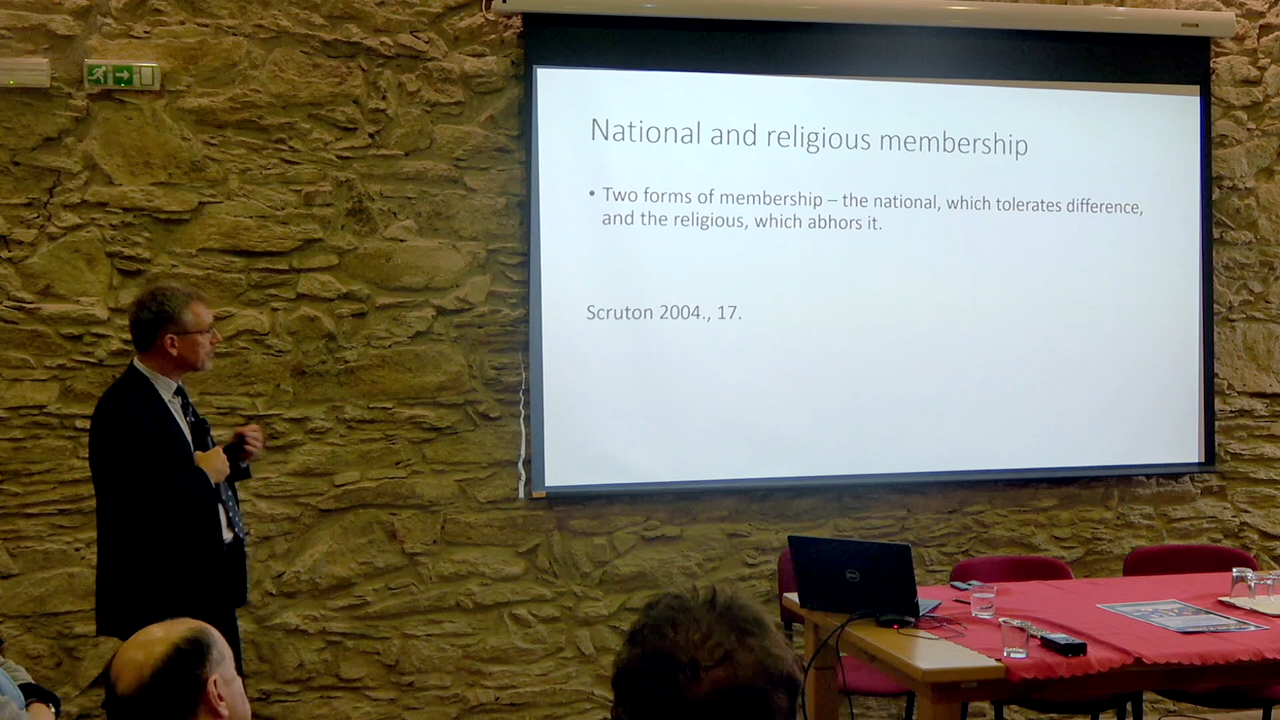 National and religious membership
• Two forms of membership – the national, which tolerates difference,
and the religious, which abhors it.
Scruton 2004., 17.
DELL